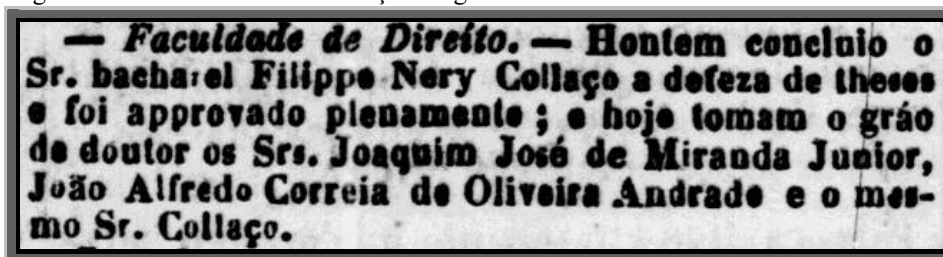 — Faculdade de Direito. — Hontem concluio o
Sr. bacharel Filippe Nery Collaço a defeza de theses
e foi approvado plenamente ; e hoje tomam o gráo
de doutor os Srs. Joaquim José de Miranda Junior,
João Alfredo Correia de Oliveira Andrade e o mes-
mo Sr. Collaço.